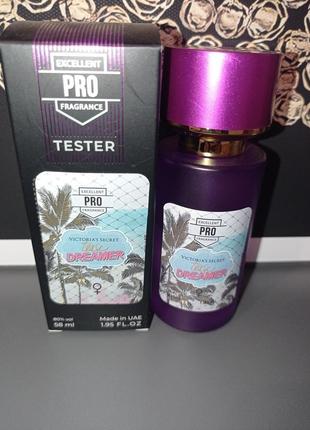 EXCELLENT
PRO
FRAGRANCE
TESTER
EXCELLENT
PRO
FRAGRANCE
VICTORIA'S SECRET
DREAMER
80% vol
Made in UAE
58 ml
1.95 FL.OZ
EXCELLENT
PRO
FRAGRANCE
VICTORIA'S SECRET
DREAMER